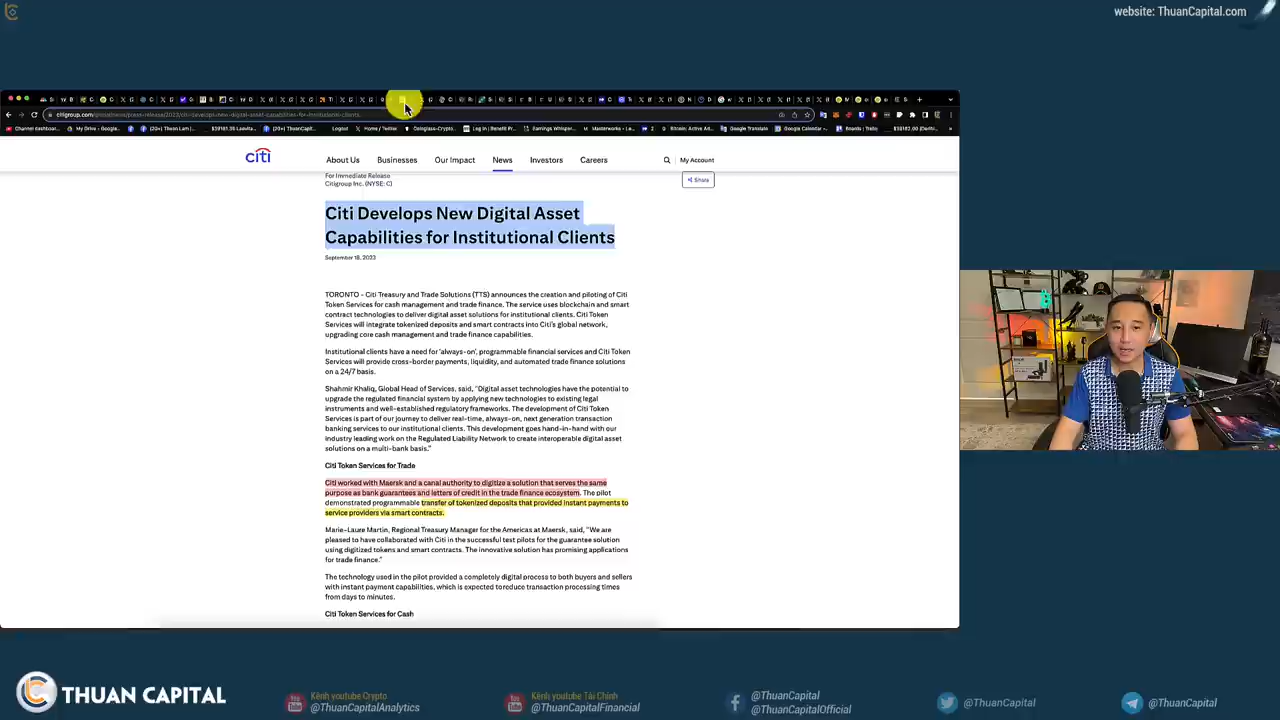 website: ThuanCapital.com
citi
About Us
Businesses
Our Impact
News
Investors
Careers
My Account
For Immediate Release
Citigroup Inc. (NYSE: C)
Share
Citi Develops New Digital Asset
Capabilities for Institutional Clients
September 18, 2023
TORONTO – Citi Treasury and Trade Solutions (TTS) announces the creation and piloting of Citi
Token Services for cash management and trade finance. The service uses blockchain and smart
contract technologies to deliver digital asset solutions for institutional clients. Citi Token
Services will integrate tokenized deposits and smart contracts into Citi's global network,
upgrading core cash management and trade finance capabilities.
Institutional clients have a need for 'always-on', programmable financial services and Citi Token
Services will provide cross-border payments, liquidity, and automated trade finance solutions
on a 24/7 basis.
Shahmir Khaliq, Global Head of Services, said, "Digital asset technologies have the potential to
upgrade the regulated financial system by applying new technologies to existing legal
instruments and well-established regulatory frameworks. The development of Citi Token
Services is part of our journey to deliver real-time, always-on, next generation transaction
banking services to our institutional clients. This development goes hand-in-hand with our
industry leading work on the Regulated Liability Network to create interoperable digital asset
solutions on a multi-bank basis."
Citi Token Services for Trade
Citi worked with Maersk and a canal authority to digitize a solution that serves the same
purpose as bank guarantees and letters of credit in the trade finance ecosystem. The pilot
demonstrated programmable transfer of tokenized deposits that provided instant payments to
service providers via smart contracts.
Marie-Laure Martin, Regional Treasury Manager for the Americas at Maersk, said, "We are
pleased to have collaborated with Citi in the successful test pilots for the guarantee solution
using digitized tokens and smart contracts. The innovative solution has promising applications
for trade finance."
The technology used in the pilot provided a completely digital process to both buyers and sellers
with instant payment capabilities, which is expected toreduce transaction processing times
from days to minutes.
Citi Token Services for Cash
THUAN CAPITAL
Kênh youtube Crypto
@ThuanCapitalAnalytics
Kênh youtube Tài Chính
@ThuanCapitalFinancial
@ThuanCapital
@ThuanCapitalOfficial
@ThuanCapital
@ThuanCapital